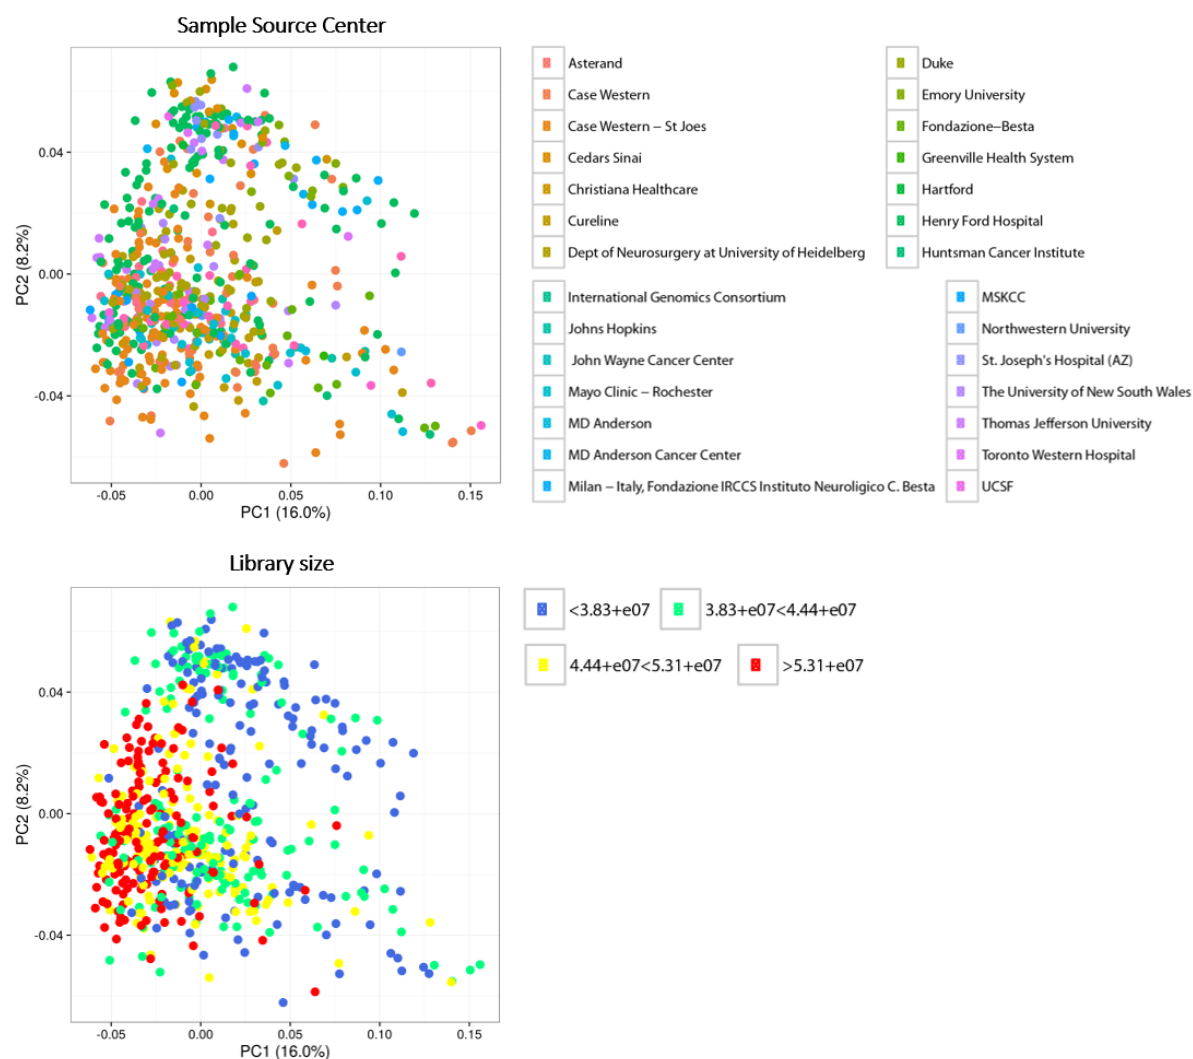 Sample Source Center
0.04
0.00
-0.04
PC2 (8.2%)
-0.05 0.00 0.05 0.10 0.15
PC1 (16.0%)
Asterand
Case Western
Case Western – St Joes
Cedars Sinai
Christiana Healthcare
Cureline
Dept of Neurosurgery at University of Heidelberg
Duke
Emory University
Fondazione–Besta
Greenville Health System
Hartford
Henry Ford Hospital
Huntsman Cancer Institute
International Genomics Consortium
Johns Hopkins
John Wayne Cancer Center
Mayo Clinic – Rochester
MD Anderson
MD Anderson Cancer Center
Milan – Italy, Fondazione IRCCS Instituto Neuroligico C. Besta
MSKCC
Northwestern University
St. Joseph's Hospital (AZ)
The University of New South Wales
Thomas Jefferson University
Toronto Western Hospital
UCSF
Library size
0.04
0.00
-0.04
PC2 (8.2%)
-0.05 0.00 0.05 0.10 0.15
PC1 (16.0%)
<3.83+e07 3.83+e07<4.44+e07
4.44+e07<5.31+e07 >5.31+e07